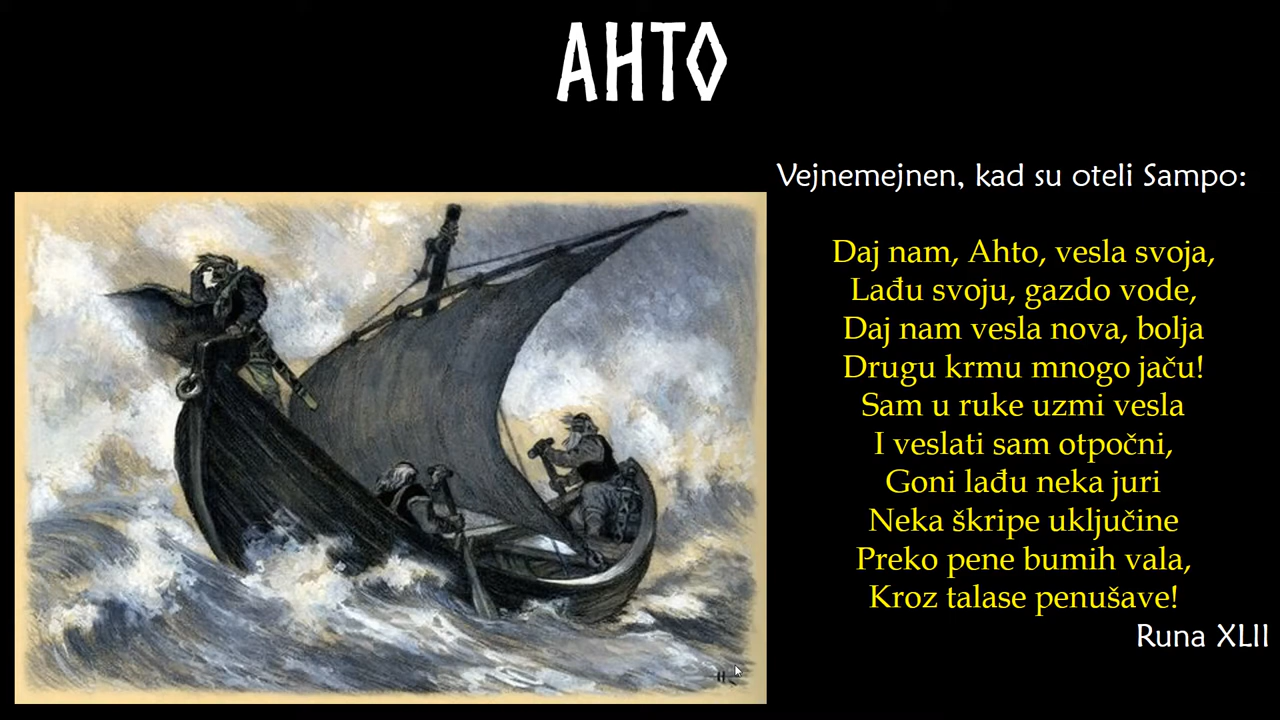 AHTO
Vejnemejnen, kad su oteli Sampo:
Daj nam, Ahto, vesla svoja,
Lađu svoju, gazdo vode,
Daj nam vesla nova, bolja
Drugu krmu mnogo jaču!
Sam u ruke uzmi vesla
I veslati sam otpočni,
Goni lađu neka juri
Neka škripe uključine
Preko pene bumih vala,
Kroz talase penušave!
Runa XLII